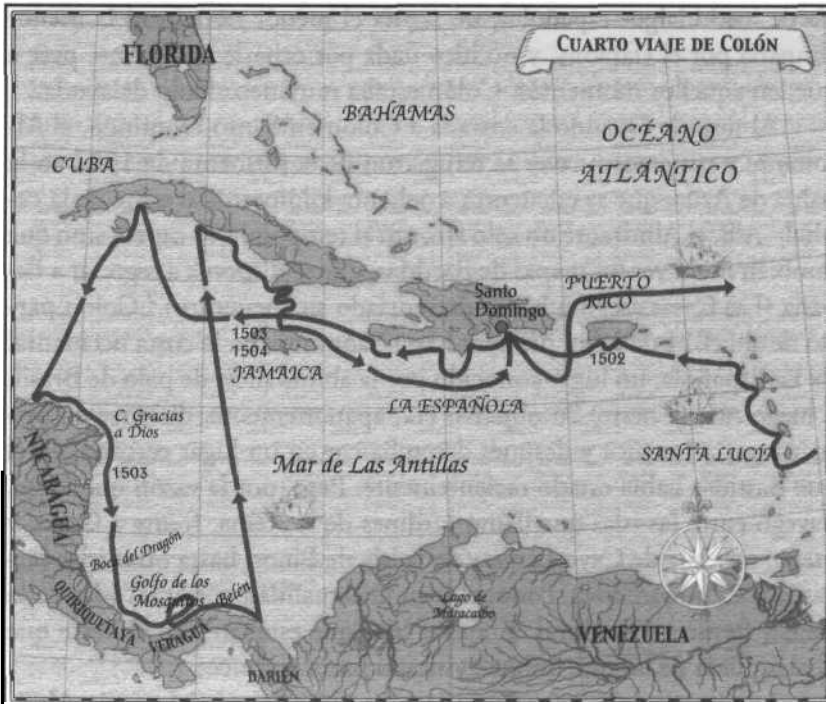 CUARTO VIAJE DE COLÓN
FLORIDA
BAHAMAS
OCÉANO
ATLÁNTICO
CUBA
Santo
Domingo
PUERTO
RICO
1502
1503
1504
JAMAICA
LA ESPAÑOLA
SANTA LUCÍA
C. Gracias
a Dios
NICARAGUA
1503
Mar de Las Antillas
Boca del Dragón
Golfo de los
Mosquitos
Belén
QUIRIQUETAYA
VERAGUA
Lago de
Maracaibo
VENEZUELA
DARIÉN